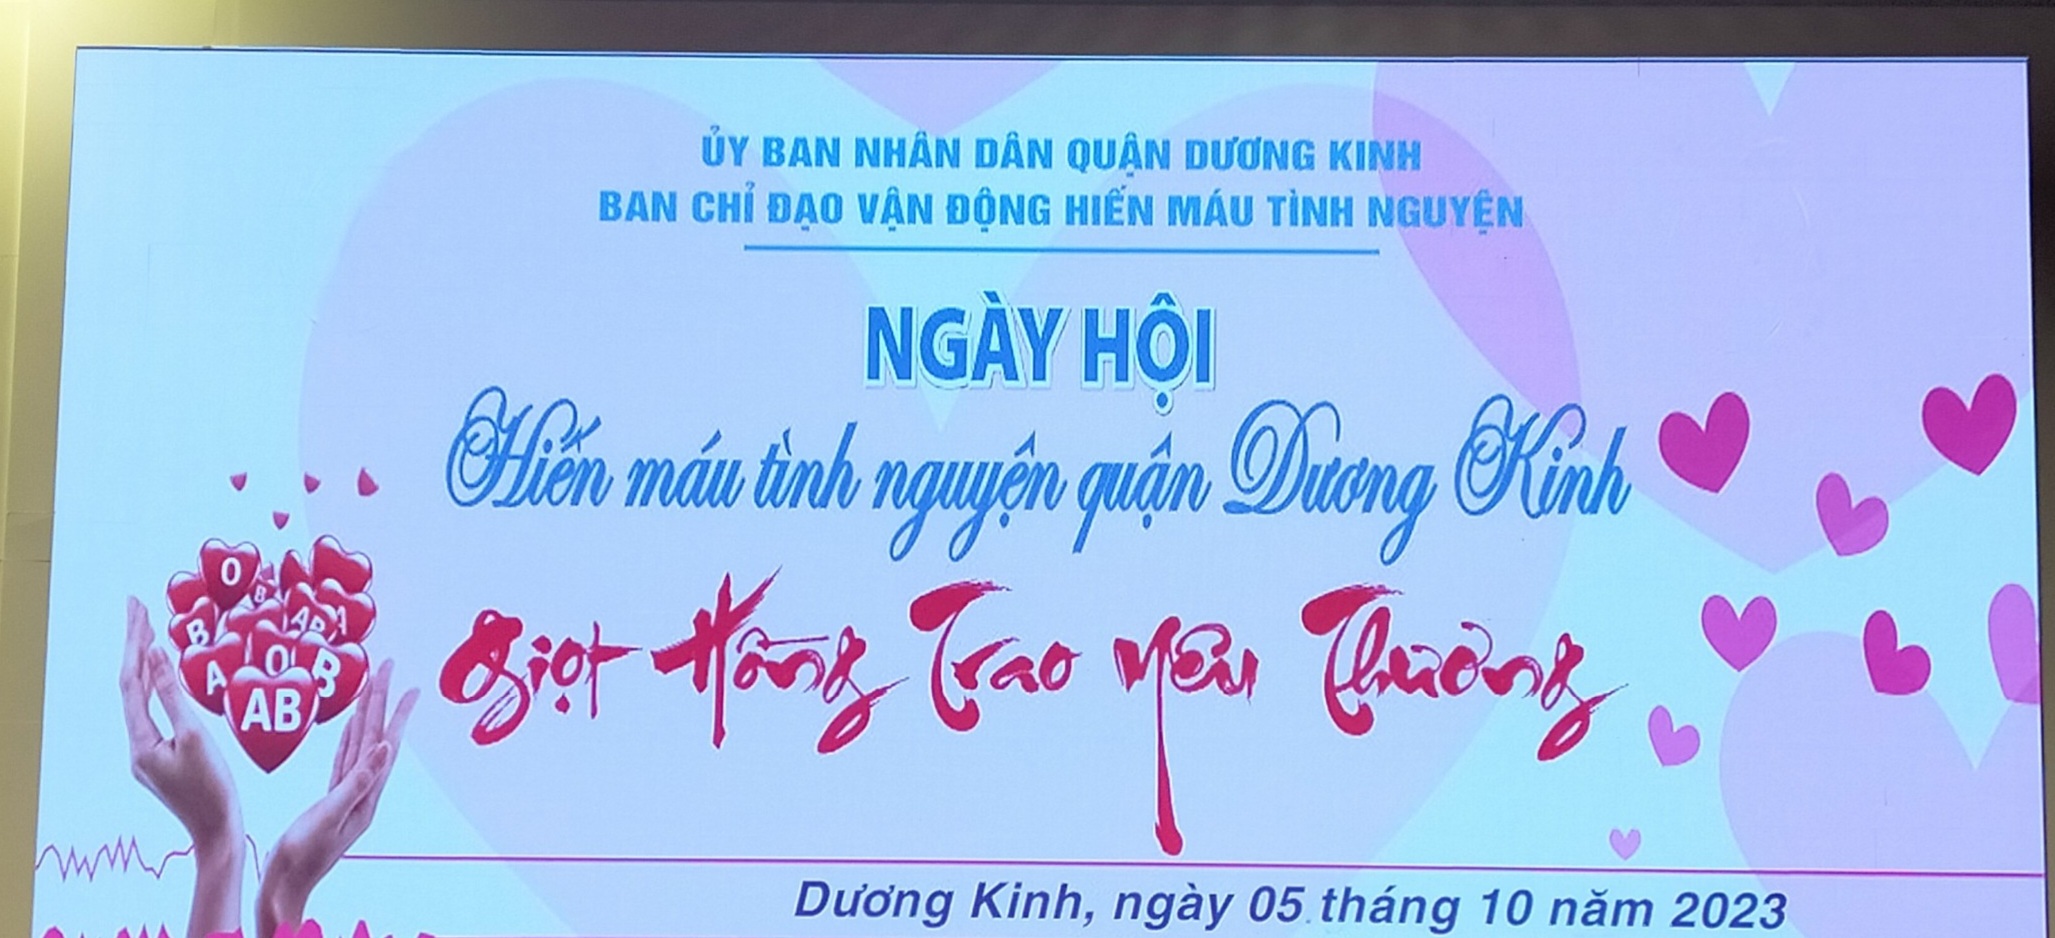 ỦY BAN NHÂN DÂN QUẬN DƯƠNG KINH
BAN CHỈ ĐẠO VẬN ĐỘNG HIẾN MÁU TÌNH NGUYỆN
NGÀY HỘI
Hiến máu tình nguyện quận Dương Kinh
Giọt Hồng Trao Yêu Thương
O
B
B AB A
A O B
AB
Dương Kinh, ngày 05 tháng 10 năm 2023